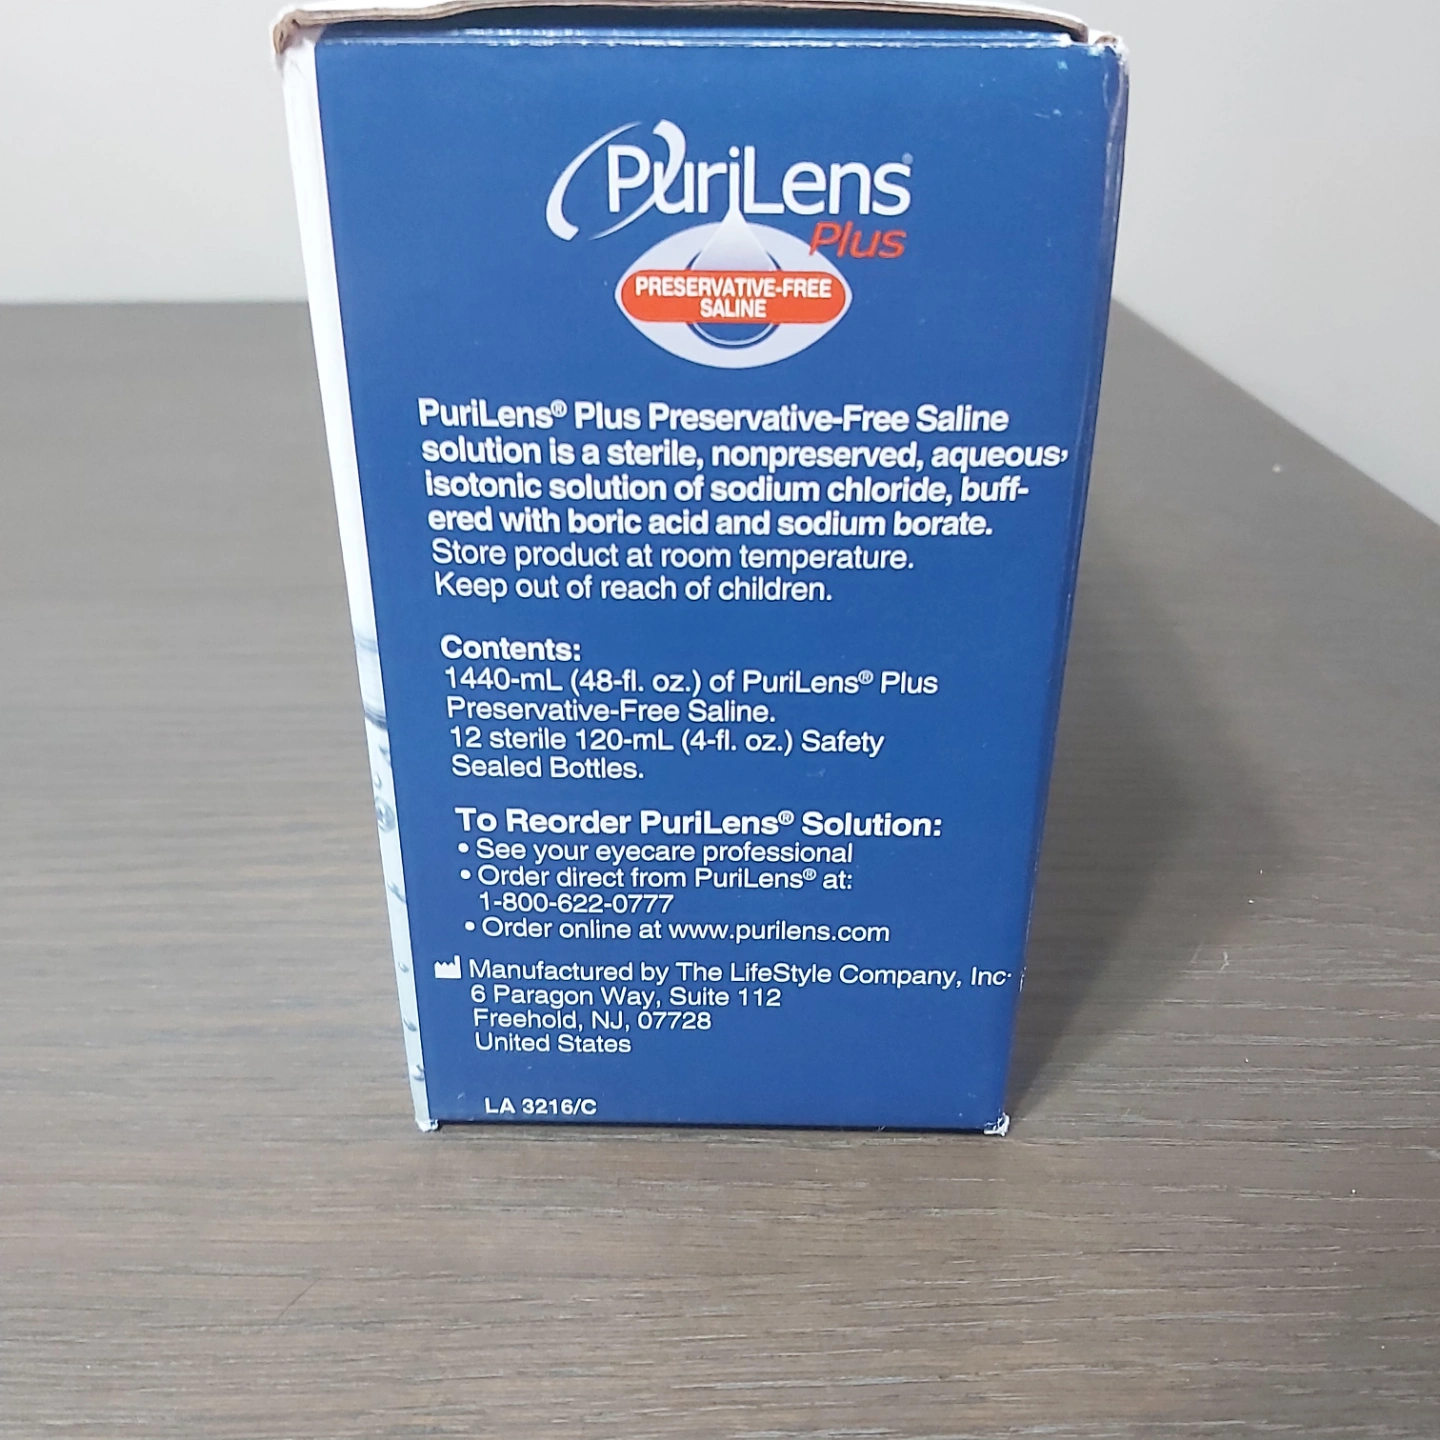 PuriLens®
Plus
PRESERVATIVE-FREE
SALINE
PuriLens® Plus Preservative-Free Saline
solution is a sterile, nonpreserved, aqueous,
isotonic solution of sodium chloride, buff-
ered with boric acid and sodium borate.
Store product at room temperature.
Keep out of reach of children.
Contents:
1440-mL (48-fl. oz.) of PuriLens® Plus
Preservative-Free Saline.
12 sterile 120-mL (4-fl. oz.) Safety
Sealed Bottles.
To Reorder PuriLens® Solution:
• See your eyecare professional
• Order direct from PuriLens® at:
1-800-622-0777
• Order online at www.purilens.com
Manufactured by The LifeStyle Company, Inc.
6 Paragon Way, Suite 112
Freehold, NJ, 07728
United States
LA 3216/C